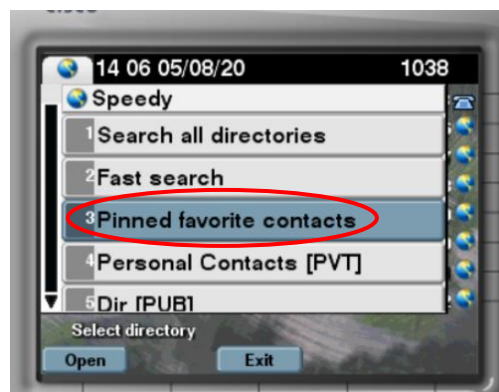 14 06 05/08/20 1038
Speedy
1 Search all directories
2 Fast search
3 Pinned favorite contacts
4 Personal Contacts [PVT]
5 Dir [PUB]
Select directory
Open Exit